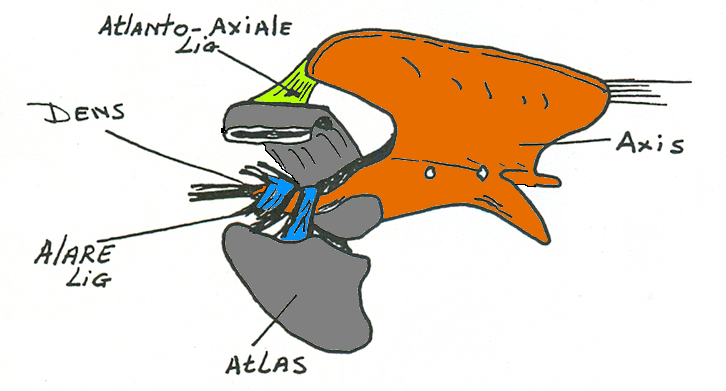 Atlanto-Axiale
Lig
Dens
Axis
Alare
Lig
Atlas